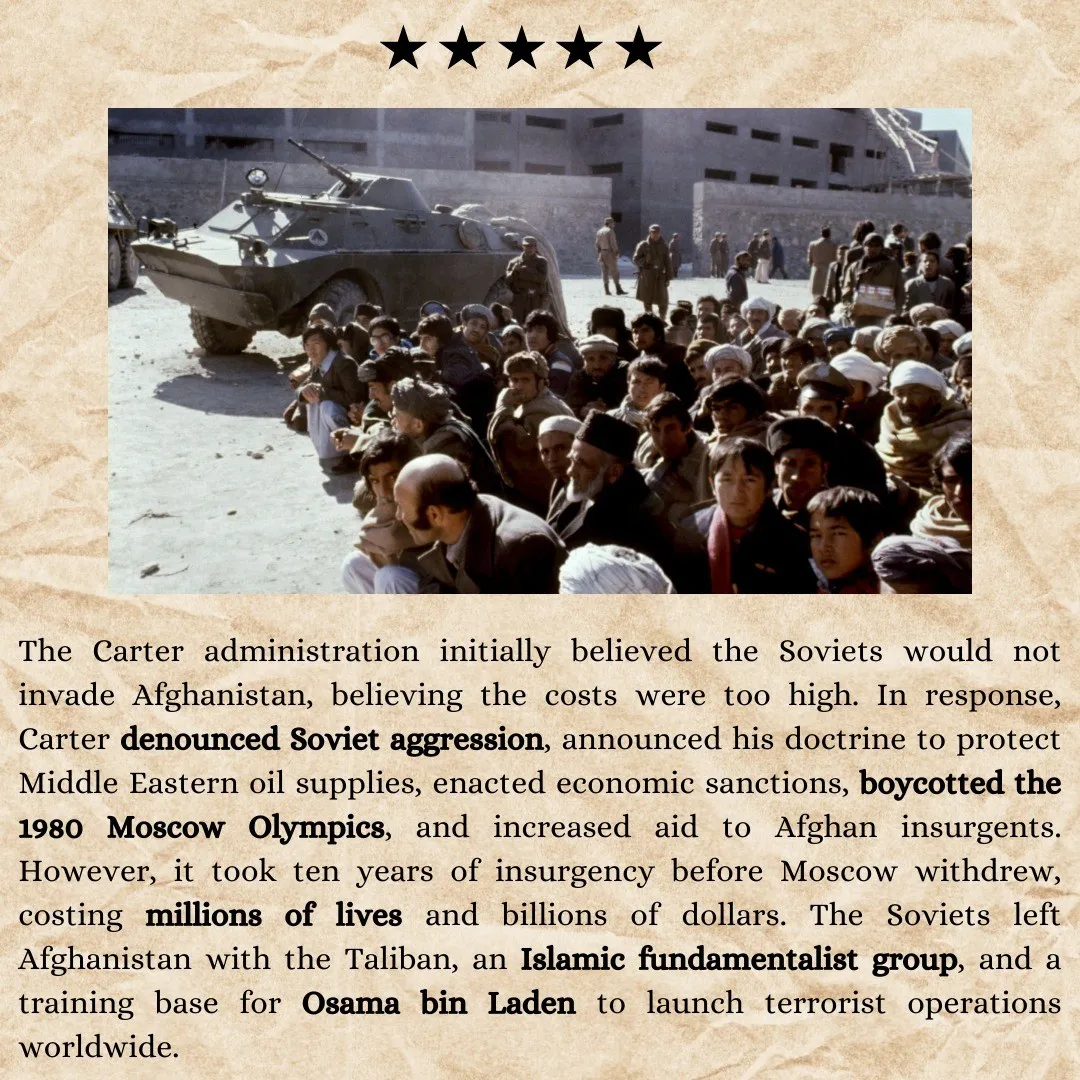 The Carter administration initially believed the Soviets would not
invade Afghanistan, believing the costs were too high. In response,
Carter denounced Soviet aggression, announced his doctrine to protect
Middle Eastern oil supplies, enacted economic sanctions, boycotted the
1980 Moscow Olympics, and increased aid to Afghan insurgents.
However, it took ten years of insurgency before Moscow withdrew,
costing millions of lives and billions of dollars. The Soviets left
Afghanistan with the Taliban, an Islamic fundamentalist group, and a
training base for Osama bin Laden to launch terrorist operations
worldwide.